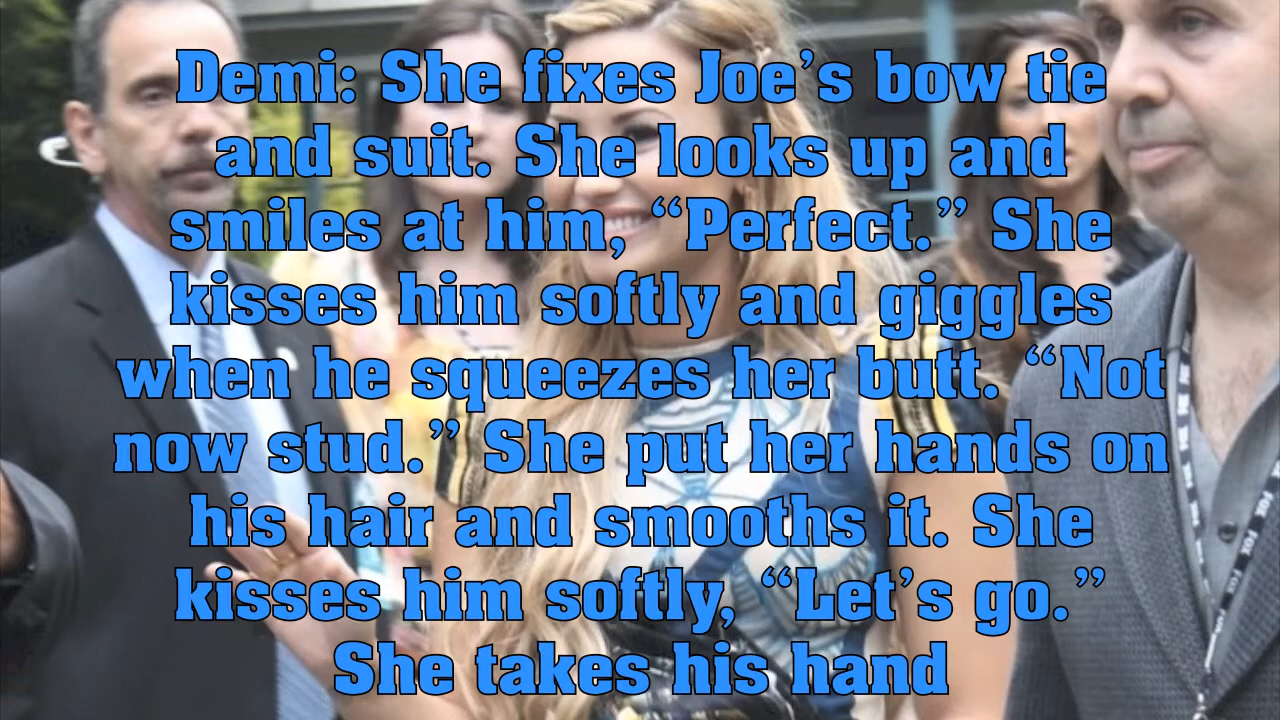 Demi: She fixes Joe’s bow tie
and suit. She looks up and
smiles at him, “Perfect.” She
kisses him softly and giggles
when he squeezes her butt. “Not
now stud.” She put her hands on
his hair and smooths it. She
kisses him softly, “Let’s go.”
She takes his hand
FOX
FOX